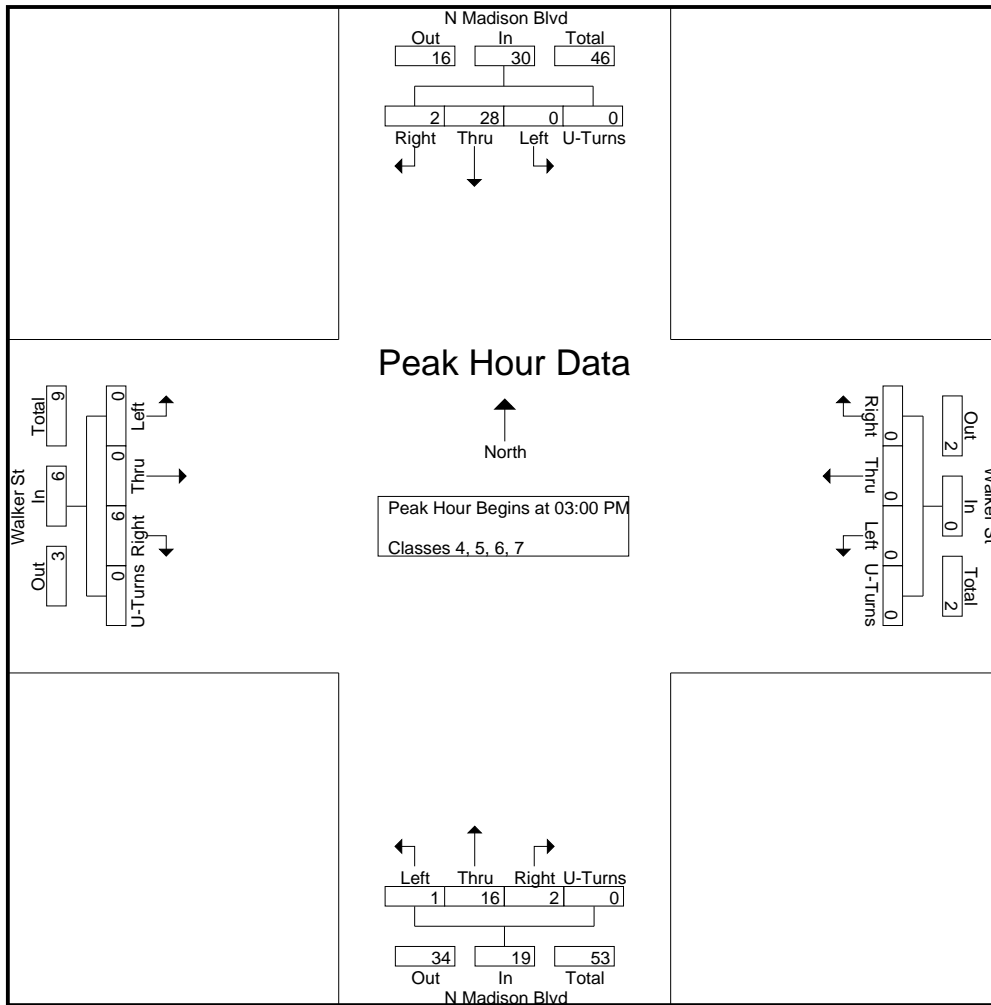 N Madison Blvd
Out In Total
16 30 46
2 28 0 0
Right Thru Left U-Turns
Peak Hour Data
North
Peak Hour Begins at 03:00 PM
Classes 4, 5, 6, 7
Walker St
Total In Out
9 6 3
0 0 6 0
Left Thru Right U-Turns
Right Thru Left U-Turns
0 0 0 0
Out In Total
2 0 2
Walker St
Left Thru Right U-Turns
1 16 2 0
34 19 53
Out In Total
N Madison Blvd